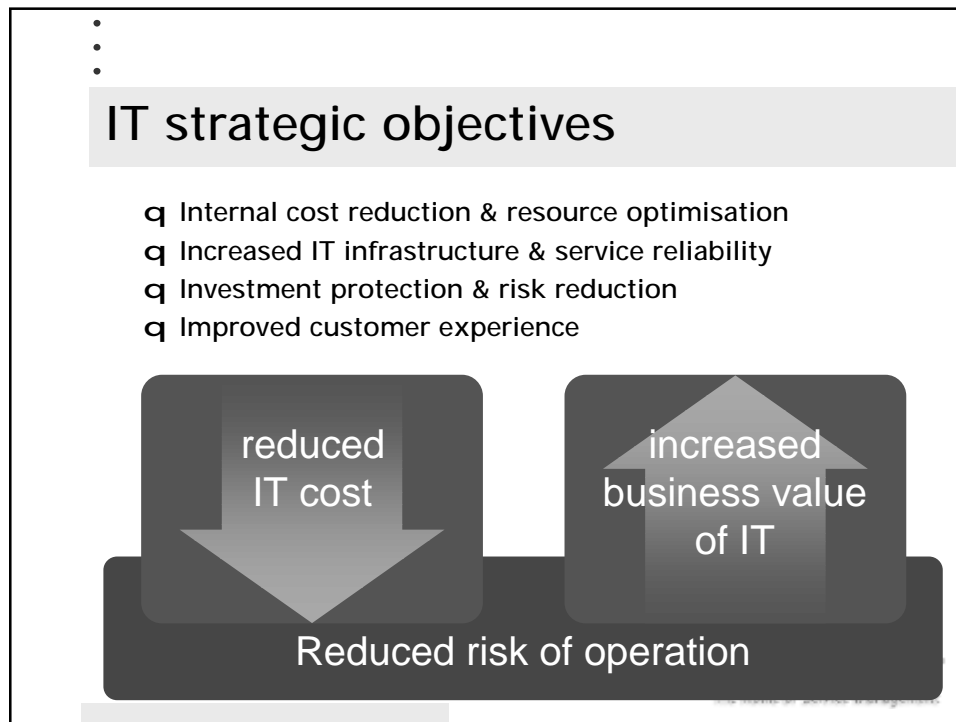 IT strategic objectives
q Internal cost reduction & resource optimisation
q Increased IT infrastructure & service reliability
q Investment protection & risk reduction
q Improved customer experience
reduced
IT cost
increased
business value
of IT
Reduced risk of operation